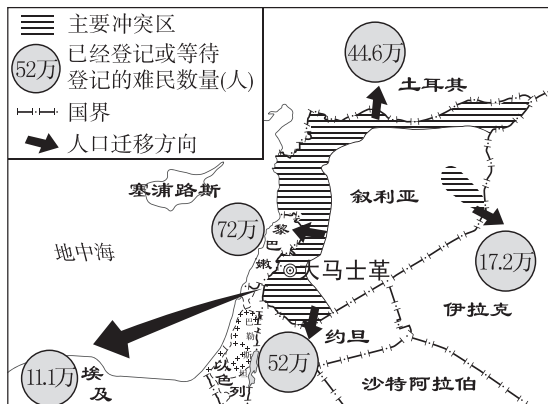 主要冲突区
52万
已经登记或等待
登记的难民数量(人)
国界
人口迁移方向
44.6万
土耳其
塞浦路斯
叙利亚
72万
黎
巴
嫩
地中海
大马士革
17.2万
伊拉克
巴
勒
约旦
52万
以
色
列
沙特阿拉伯
11.1万
埃
及